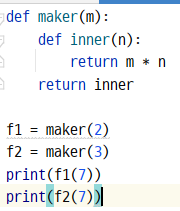 def maker(m):
    def inner(n):
        return m * n
    return inner
f1 = maker(2)
f2 = maker(3)
print(f1(7))
print(f2(7))